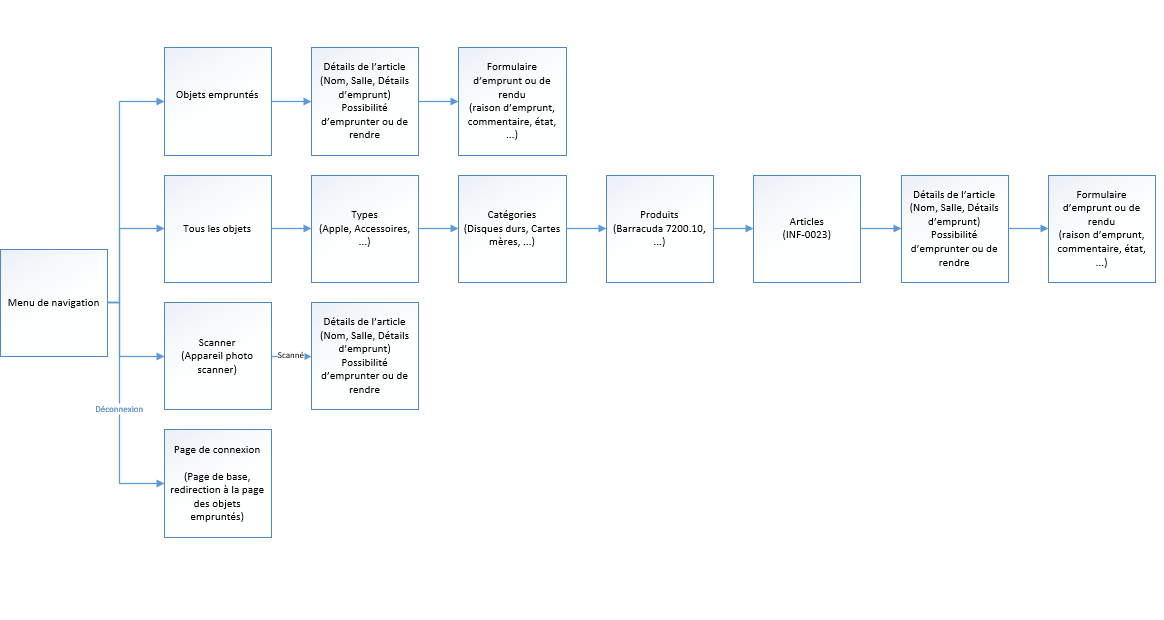 Objets empruntés
Détails de l’article
(Nom, Salle, Détails
d’emprunt)
Possibilité
d’emprunter ou de
rendre
Formulaire
d’emprunt ou de
rendu
(raison d’emprunt,
commentaire, état,
...)
Menu de navigation
Tous les objets
Types
(Apple, Accessoires,
...)
Catégories
(Disques durs, Cartes
mères, ...)
Produits
(Barracuda 7200.10,
...)
Articles
(INF-0023)
Détails de l’article
(Nom, Salle, Détails
d’emprunt)
Possibilité
d’emprunter ou de
rendre
Formulaire
d’emprunt ou de
rendu
(raison d’emprunt,
commentaire, état,
...)
Scanner
(Appareil photo
scanner)
Scanné
Détails de l’article
(Nom, Salle, Détails
d’emprunt)
Possibilité
d’emprunter ou de
rendre
Déconnexion
Page de connexion
(Page de base,
redirection à la page
des objets
empruntés)